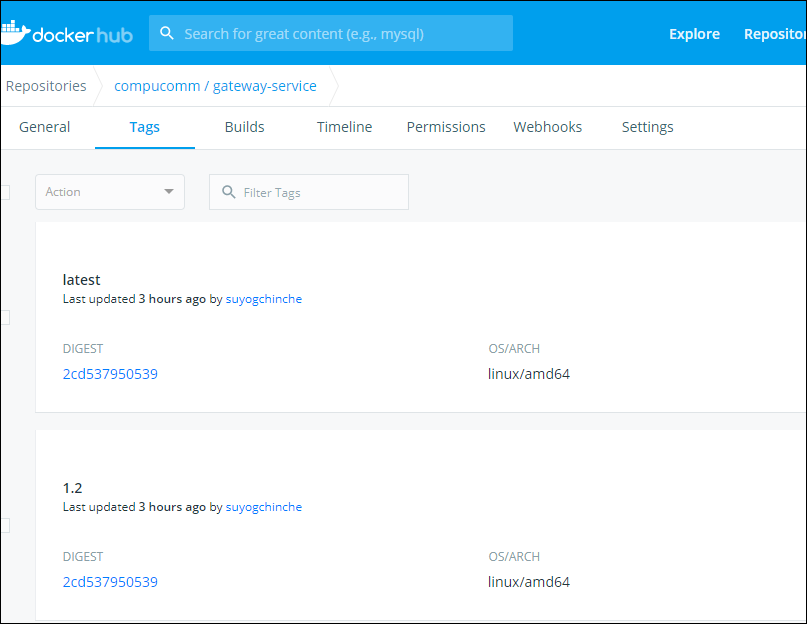 dockerhub Search for great content (e.g., mysql) Explore
Repositories compucomm / gateway-service
General Tags Builds Timeline Permissions Webhooks Settings
Action Filter Tags
latest
Last updated 3 hours ago by suyogchinche
DIGEST OS/ARCH
2cd537950539 linux/amd64
1.2
Last updated 3 hours ago by suyogchinche
DIGEST OS/ARCH
2cd537950539 linux/amd64